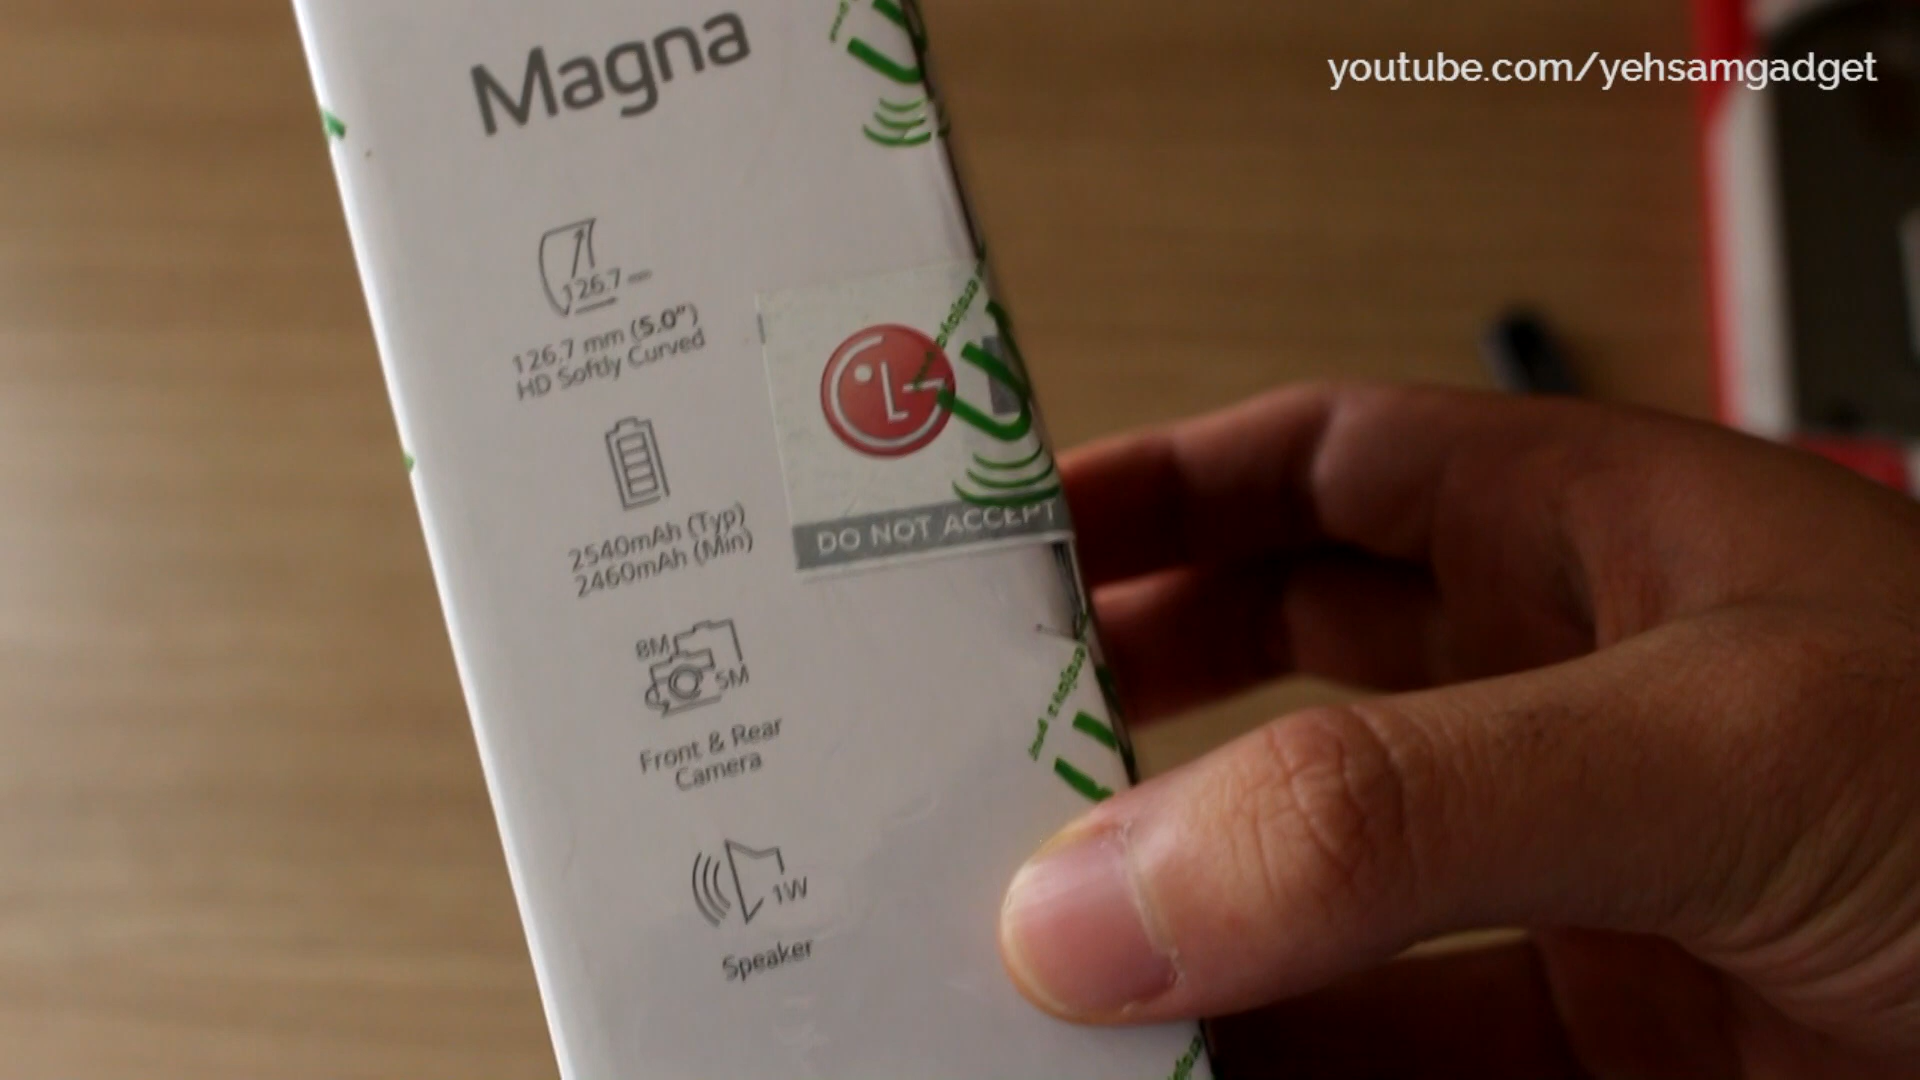 youtube.com/yehsamgadget
Magna
126.7
126.7 mm (5.0")
HD Softly Curved
LG
DO NOT ACCEPT
2540mAh (Typ)
2460mAh (Min)
8M
5M
Front & Rear
Camera
1W
Speaker